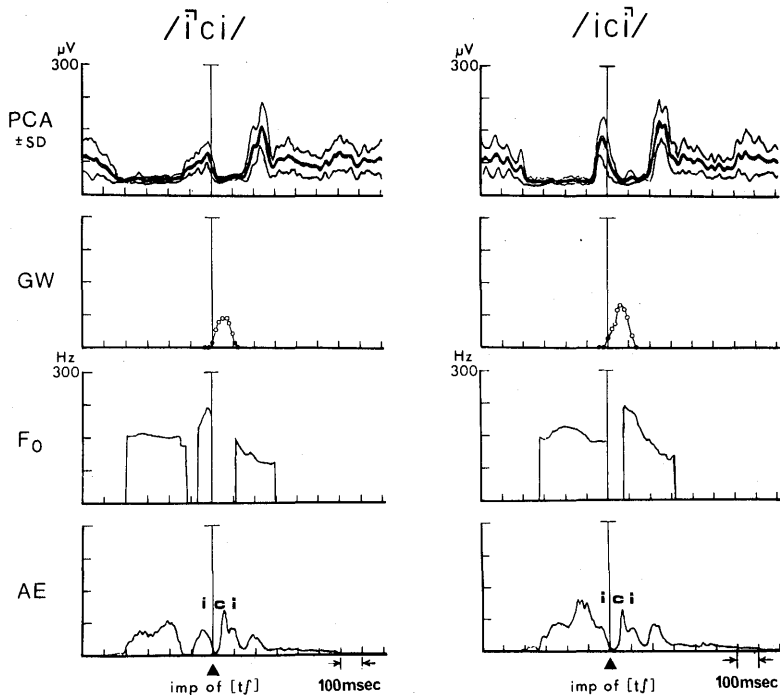 /i˥ci/
/ici˥/
µV
300
PCA
±SD
µV
300
GW
Hz
300
F0
Hz
300
AE
i c i
i c i
imp of [tʃ]
100msec
imp of [tʃ]
100msec